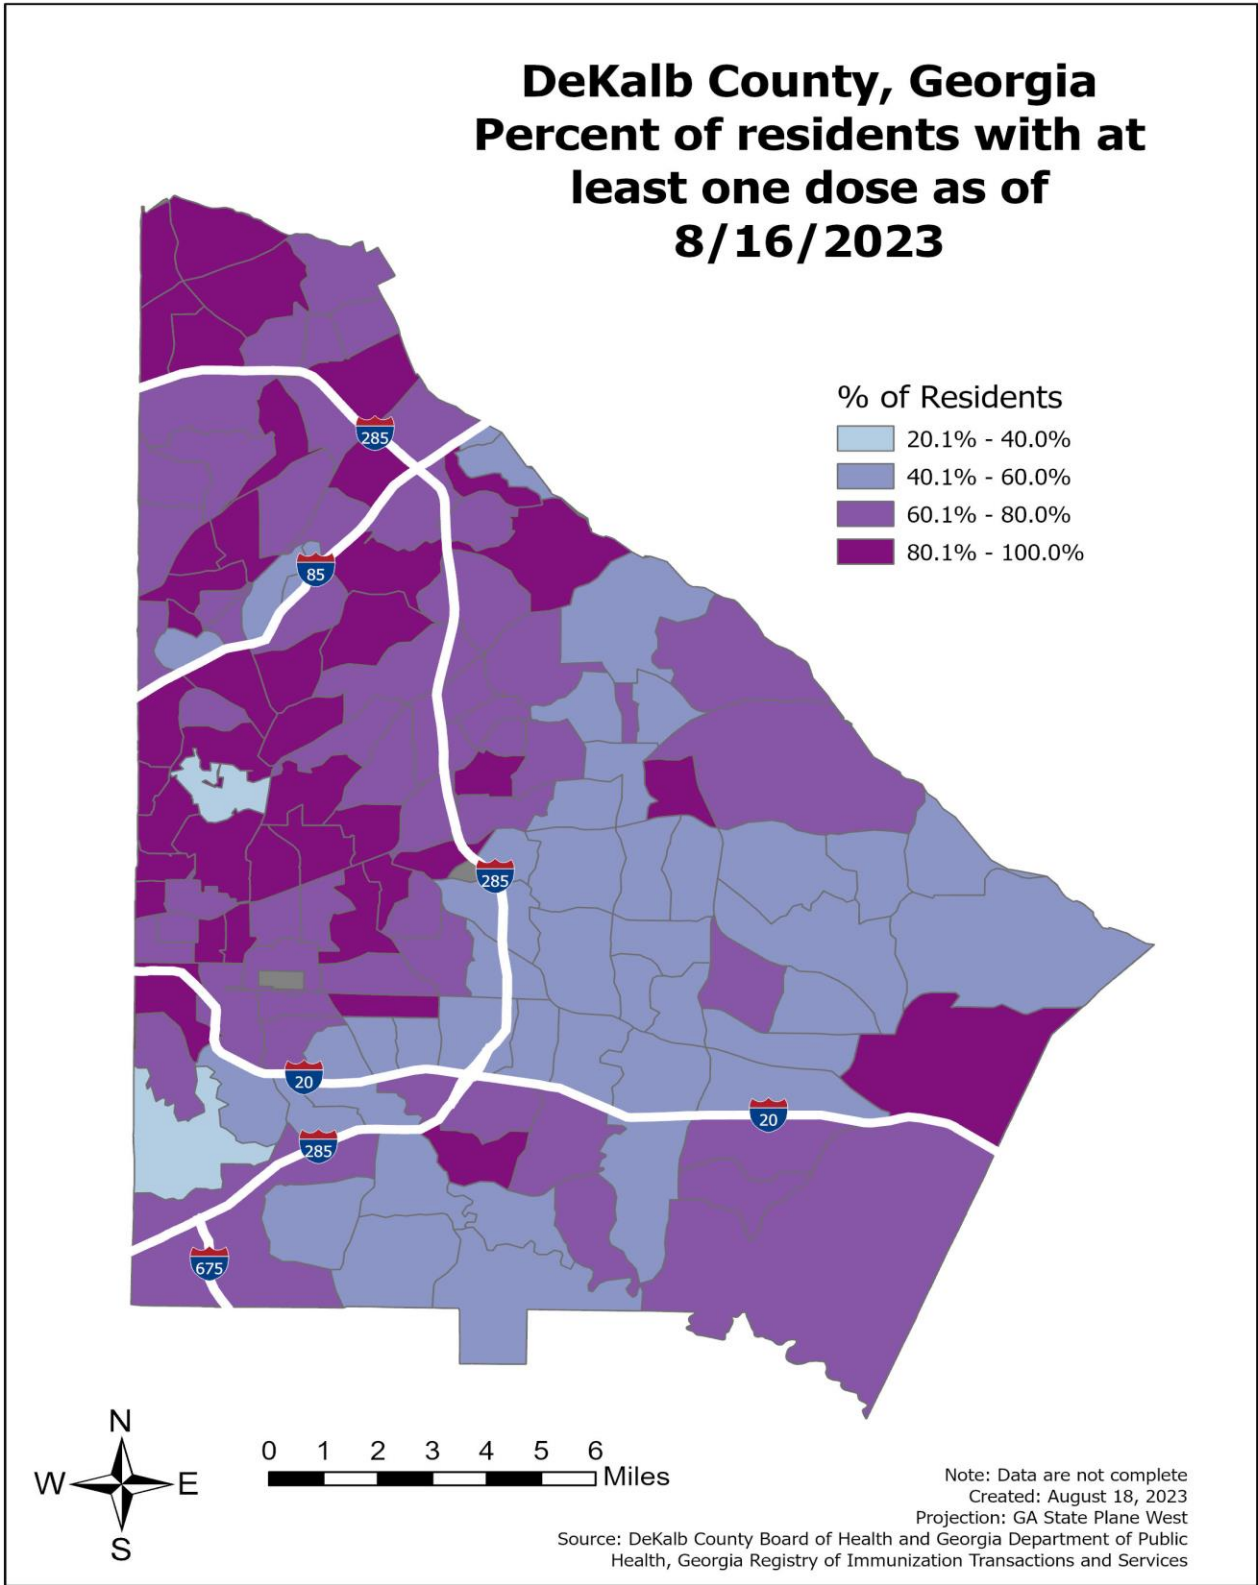 DeKalb County, Georgia
Percent of residents with at
least one dose as of
8/16/2023
% of Residents
20.1% - 40.0%
40.1% - 60.0%
60.1% - 80.0%
80.1% - 100.0%
285
85
285
20
20
285
675
N
W E
S
0 1 2 3 4 5 6
Miles
Note: Data are not complete
Created: August 18, 2023
Projection: GA State Plane West
Source: DeKalb County Board of Health and Georgia Department of Public
Health, Georgia Registry of Immunization Transactions and Services